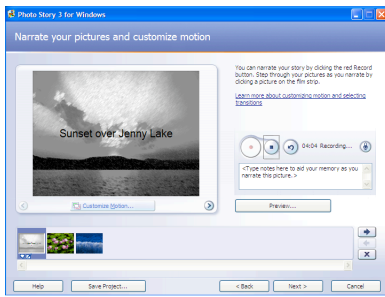 Photo Story 3 for Windows
Narrate your pictures and customize motion
You can narrate your story by clicking the red Record
button. Step through your pictures as you narrate by
clicking a picture on the film strip.
Learn more about customizing motion and selecting
transitions
Sunset over Jenny Lake
04:04 Recording...
<Type notes here to aid your memory as you
narrate this picture.>
Customize Motion...
Preview...
Help
Save Project...
< Back
Next >
Cancel